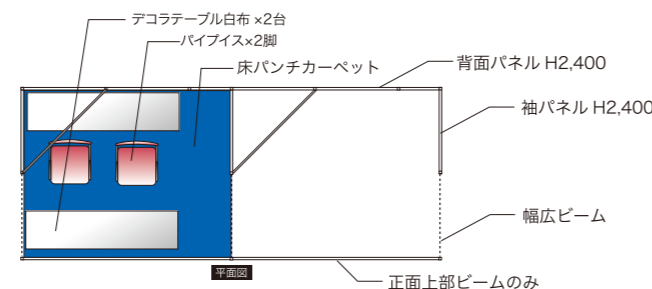 デコラテーブル白布 ×2台
パイプイス×2脚
床パンチカーペット
背面パネル H2,400
袖パネル H2,400
幅広ビーム
平面図
正面上部ビームのみ